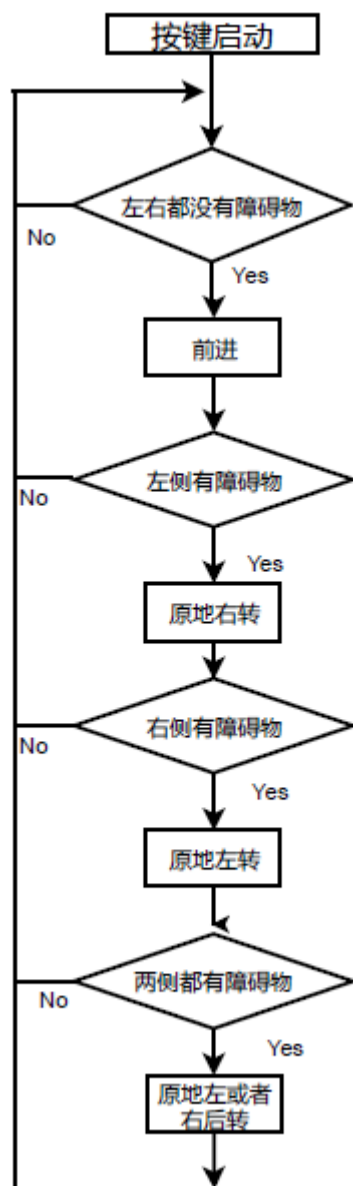 按键启动
左右都没有障碍物
No
Yes
前进
左侧有障碍物
No
Yes
原地右转
右侧有障碍物
No
Yes
原地左转
两侧都有障碍物
No
Yes
原地左或者
右后转